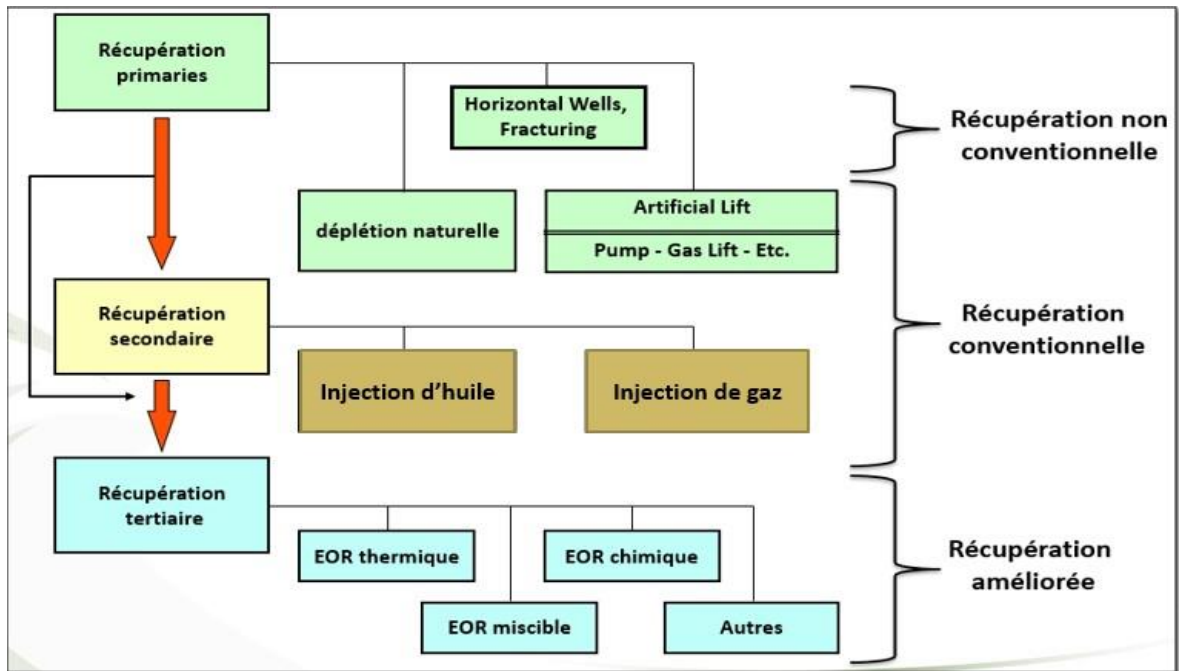 Récupération
primaries
Horizontal Wells,
Fracturing
Récupération non
conventionnelle
déplétion naturelle
Artificial Lift
Pump - Gas Lift - Etc.
Récupération
secondaire
Récupération
conventionnelle
Injection d’huile
Injection de gaz
Récupération
tertiaire
EOR thermique
EOR chimique
Récupération
améliorée
EOR miscible
Autres